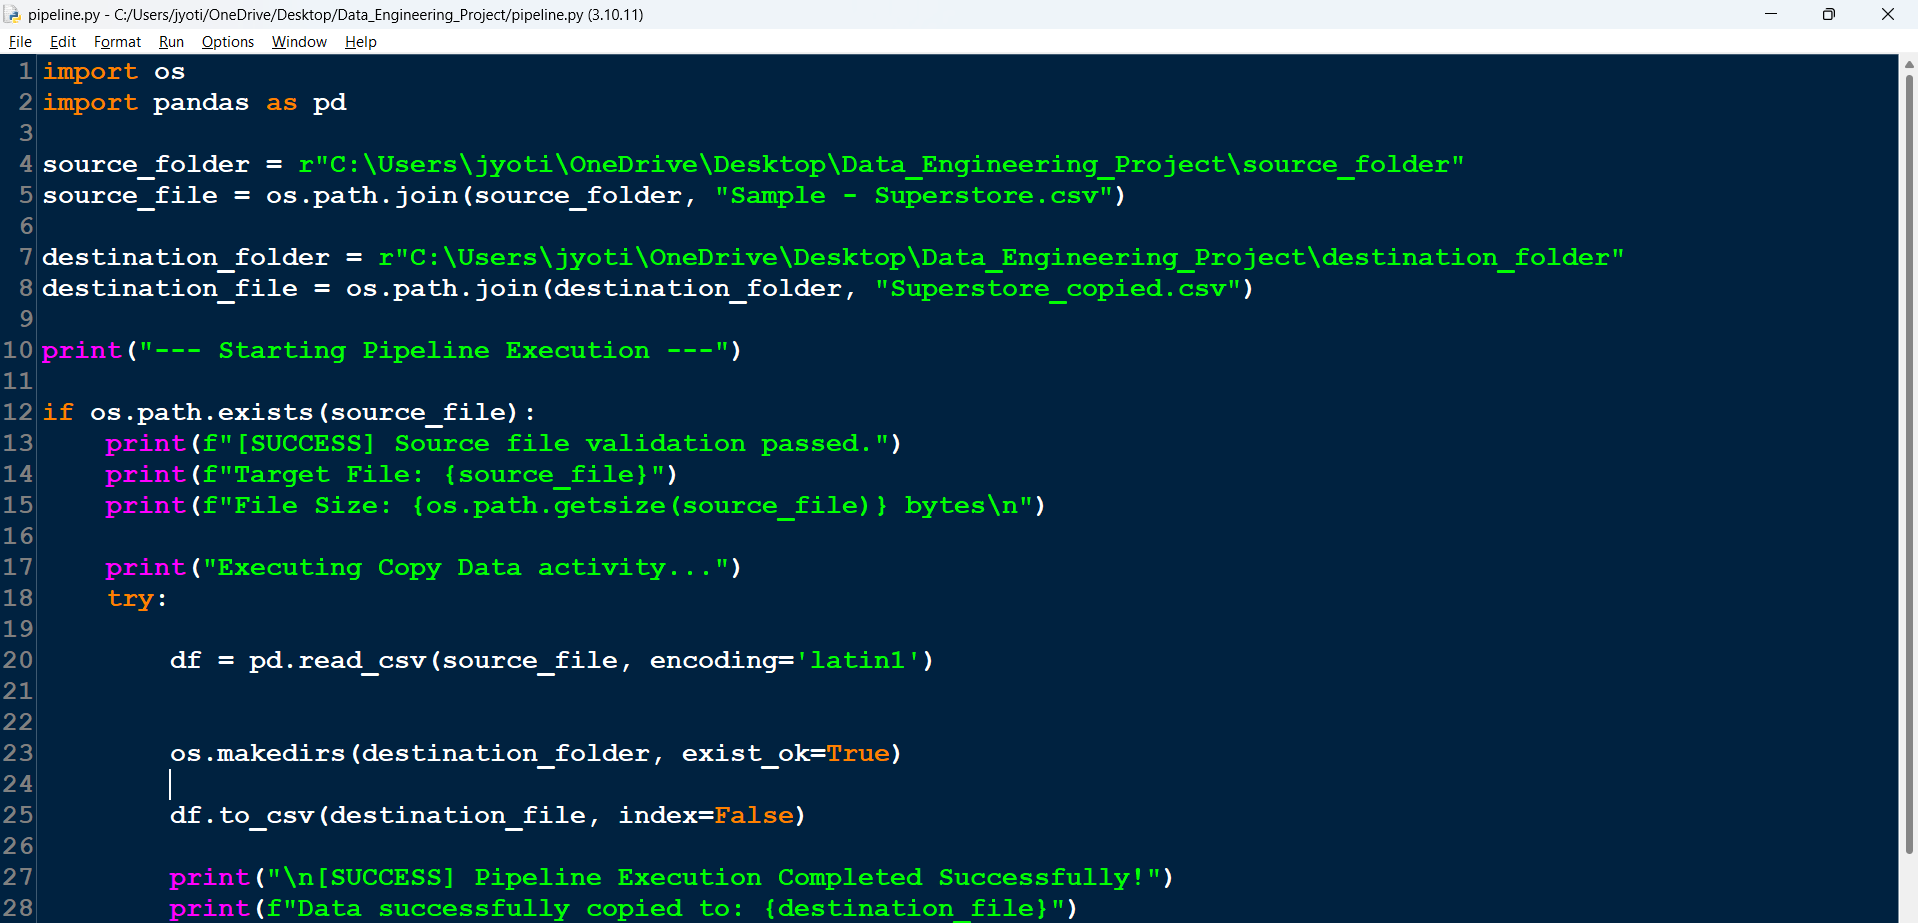 pipeline.py - C:/Users/jyoti/OneDrive/Desktop/Data_Engineering_Project/pipeline.py (3.10.11)
File Edit Format Run Options Window Help
1 import os
2 import pandas as pd
3
4 source_folder = r"C:\Users\jyoti\OneDrive\Desktop\Data_Engineering_Project\source_folder"
5 source_file = os.path.join(source_folder, "Sample - Superstore.csv")
6
7 destination_folder = r"C:\Users\jyoti\OneDrive\Desktop\Data_Engineering_Project\destination_folder"
8 destination_file = os.path.join(destination_folder, "Superstore_copied.csv")
9
10 print("--- Starting Pipeline Execution ---")
11
12 if os.path.exists(source_file):
13     print(f"[SUCCESS] Source file validation passed.")
14     print(f"Target File: {source_file}")
15     print(f"File Size: {os.path.getsize(source_file)} bytes\n")
16
17     print("Executing Copy Data activity...")
18     try:
19
20         df = pd.read_csv(source_file, encoding='latin1')
21
22
23         os.makedirs(destination_folder, exist_ok=True)
24
25         df.to_csv(destination_file, index=False)
26
27         print("\n[SUCCESS] Pipeline Execution Completed Successfully!")
28         print(f"Data successfully copied to: {destination_file}")